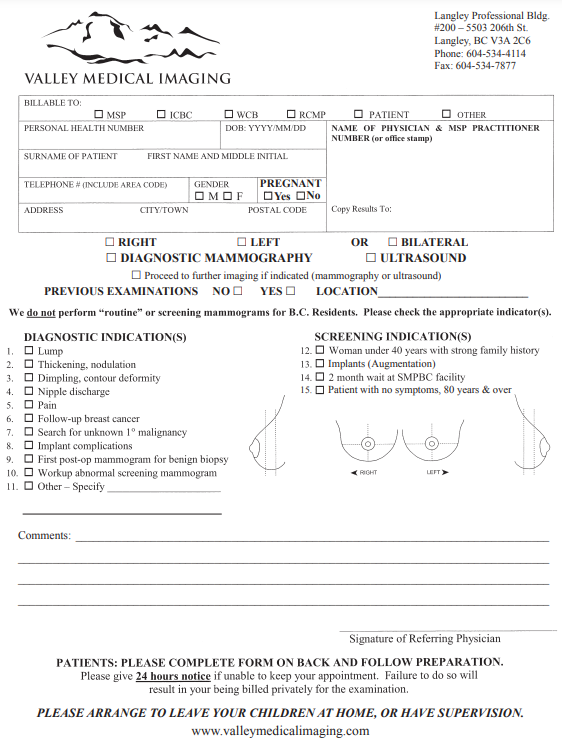 VALLEY MEDICAL IMAGING
Langley Professional Bldg.
#200 – 5503 206th St.
Langley, BC V3A 2C6
Phone: 604-534-4114
Fax: 604-534-7877
BILLABLE TO:
☐ MSP ☐ ICBC ☐ WCB ☐ RCMP ☐ PATIENT ☐ OTHER
PERSONAL HEALTH NUMBER DOB: YYYY/MM/DD
NAME OF PHYSICIAN & MSP PRACTITIONER
NUMBER (or office stamp)
SURNAME OF PATIENT FIRST NAME AND MIDDLE INITIAL
TELEPHONE # (INCLUDE AREA CODE) GENDER PREGNANT
☐ M ☐ F ☐Yes ☐No
ADDRESS CITY/TOWN POSTAL CODE Copy Results To:
☐ RIGHT ☐ LEFT OR ☐ BILATERAL
☐ DIAGNOSTIC MAMMOGRAPHY ☐ ULTRASOUND
☐ Proceed to further imaging if indicated (mammography or ultrasound)
PREVIOUS EXAMINATIONS NO ☐ YES ☐ LOCATION
We do not perform “routine” or screening mammograms for B.C. Residents. Please check the appropriate indicator(s).
DIAGNOSTIC INDICATION(S)
1. ☐ Lump
2. ☐ Thickening, nodulation
3. ☐ Dimpling, contour deformity
4. ☐ Nipple discharge
5. ☐ Pain
6. ☐ Follow-up breast cancer
7. ☐ Search for unknown 1° malignancy
8. ☐ Implant complications
9. ☐ First post-op mammogram for benign biopsy
10. ☐ Workup abnormal screening mammogram
11. ☐ Other – Specify
SCREENING INDICATION(S)
12. ☐ Woman under 40 years with strong family history
13. ☐ Implants (Augmentation)
14. ☐ 2 month wait at SMPBC facility
15. ☐ Patient with no symptoms, 80 years & over
RIGHT LEFT
Comments:
Signature of Referring Physician
PATIENTS: PLEASE COMPLETE FORM ON BACK AND FOLLOW PREPARATION.
Please give 24 hours notice if unable to keep your appointment. Failure to do so will
result in your being billed privately for the examination.
PLEASE ARRANGE TO LEAVE YOUR CHILDREN AT HOME, OR HAVE SUPERVISION.
www.valleymedicalimaging.com